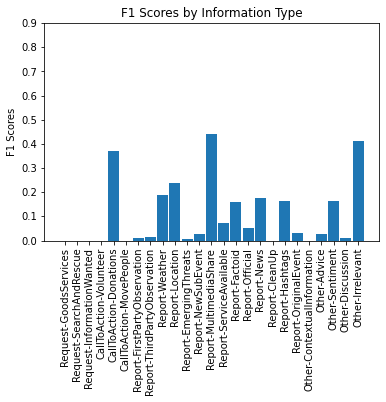 F1 Scores by Information Type
F1 Scores
0.9
0.8
0.7
0.6
0.5
0.4
0.3
0.2
0.1
0.0
Request-GoodsServices
Request-SearchAndRescue
Request-InformationWanted
CallToAction-Volunteer
CallToAction-Donations
CallToAction-MovePeople
Report-FirstPartyObservation
Report-ThirdPartyObservation
Report-Weather
Report-Location
Report-EmergingThreats
Report-NewSubEvent
Report-MultimediaShare
Report-ServiceAvailable
Report-Factoid
Report-Official
Report-News
Report-CleanUp
Report-Hashtags
Report-OriginalEvent
Other-ContextualInformation
Other-Advice
Other-Sentiment
Other-Discussion
Other-Irrelevant